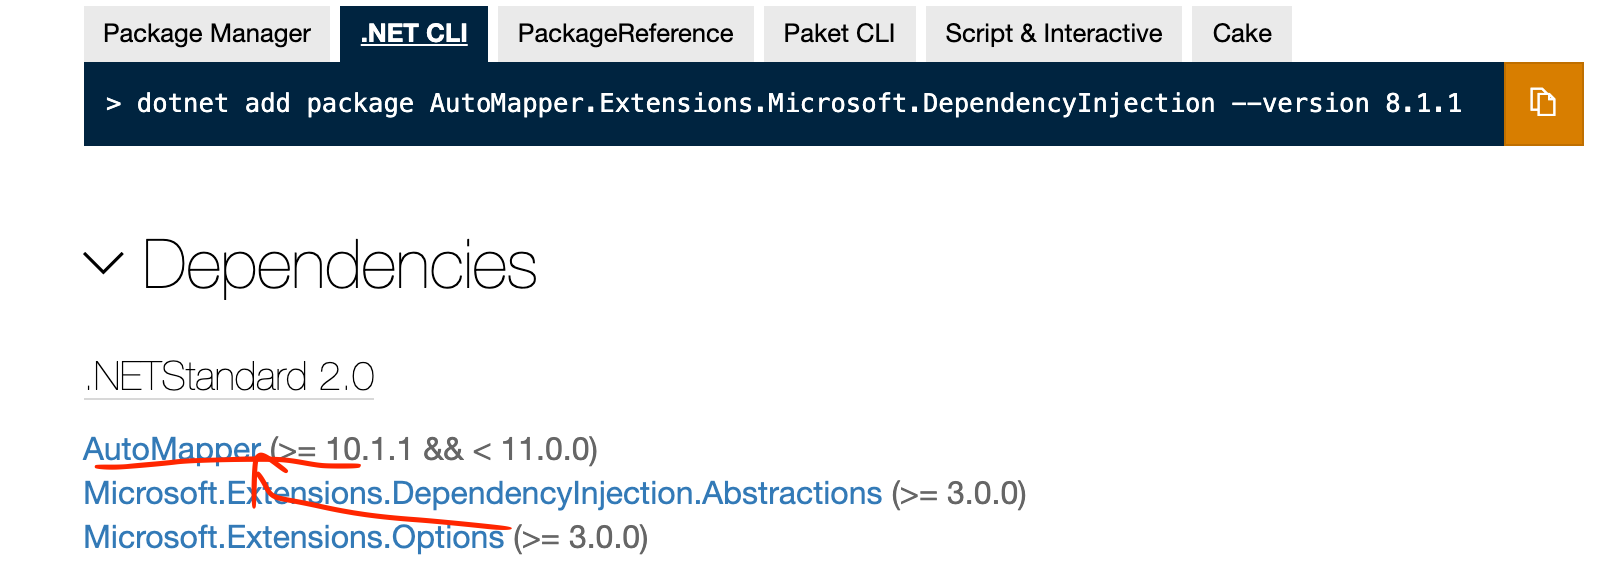 Package Manager .NET CLI PackageReference Paket CLI Script & Interactive Cake
> dotnet add package AutoMapper.Extensions.Microsoft.DependencyInjection --version 8.1.1
Dependencies
.NETStandard 2.0
AutoMapper (>= 10.1.1 && < 11.0.0)
Microsoft.Extensions.DependencyInjection.Abstractions (>= 3.0.0)
Microsoft.Extensions.Options (>= 3.0.0)